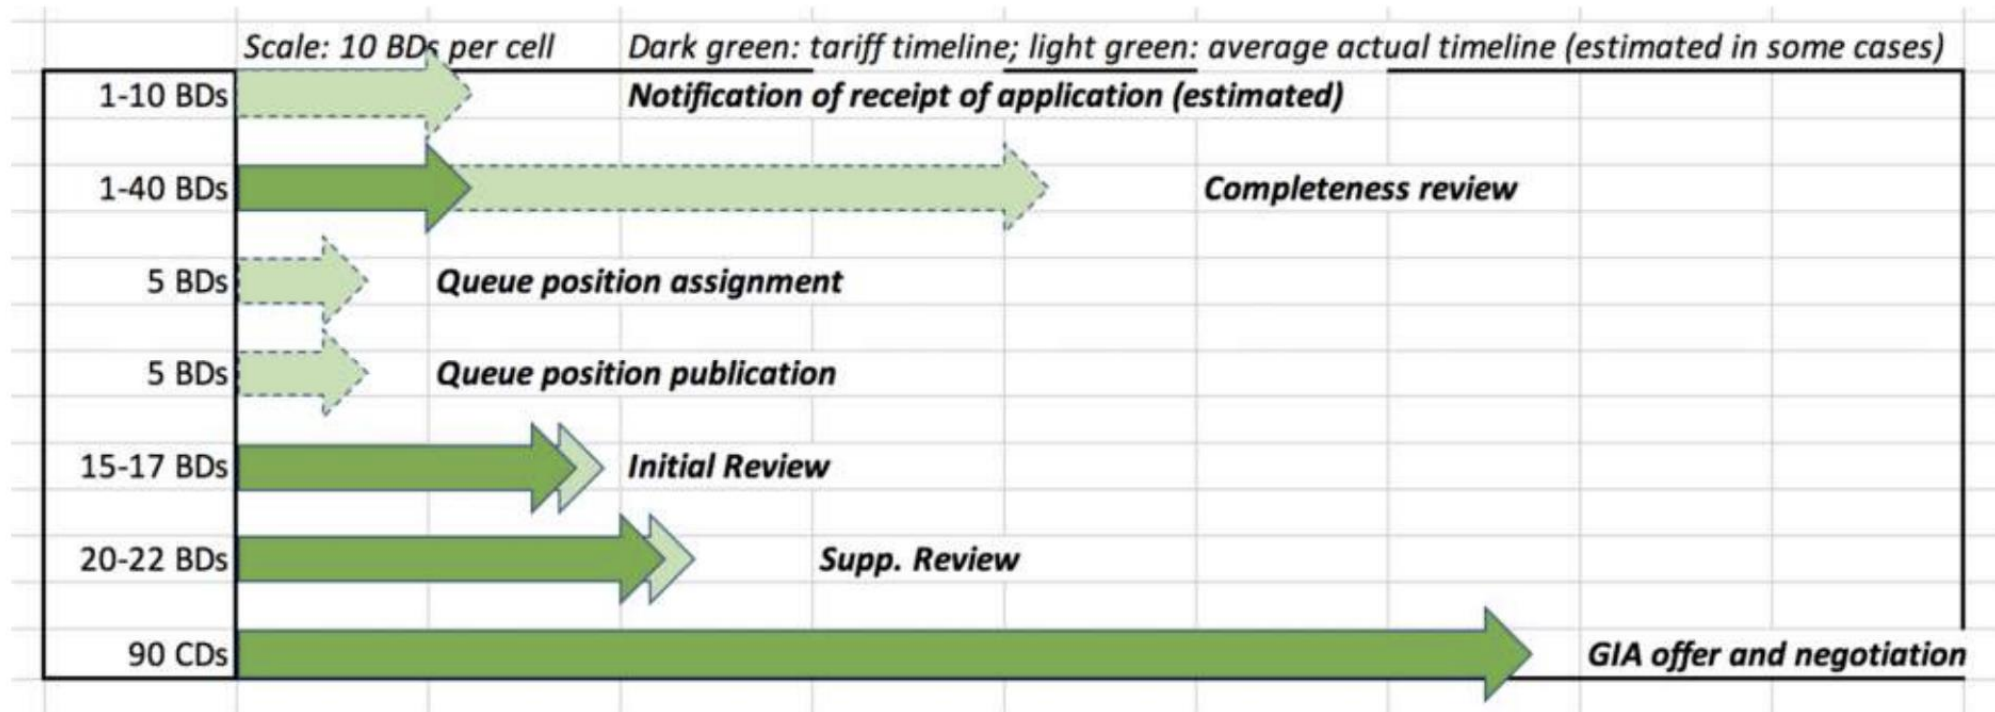 Scale: 10 BDs per cell
Dark green: tariff timeline; light green: average actual timeline (estimated in some cases)
1-10 BDs
Notification of receipt of application (estimated)
1-40 BDs
Completeness review
5 BDs
Queue position assignment
5 BDs
Queue position publication
15-17 BDs
Initial Review
20-22 BDs
Supp. Review
90 CDs
GIA offer and negotiation